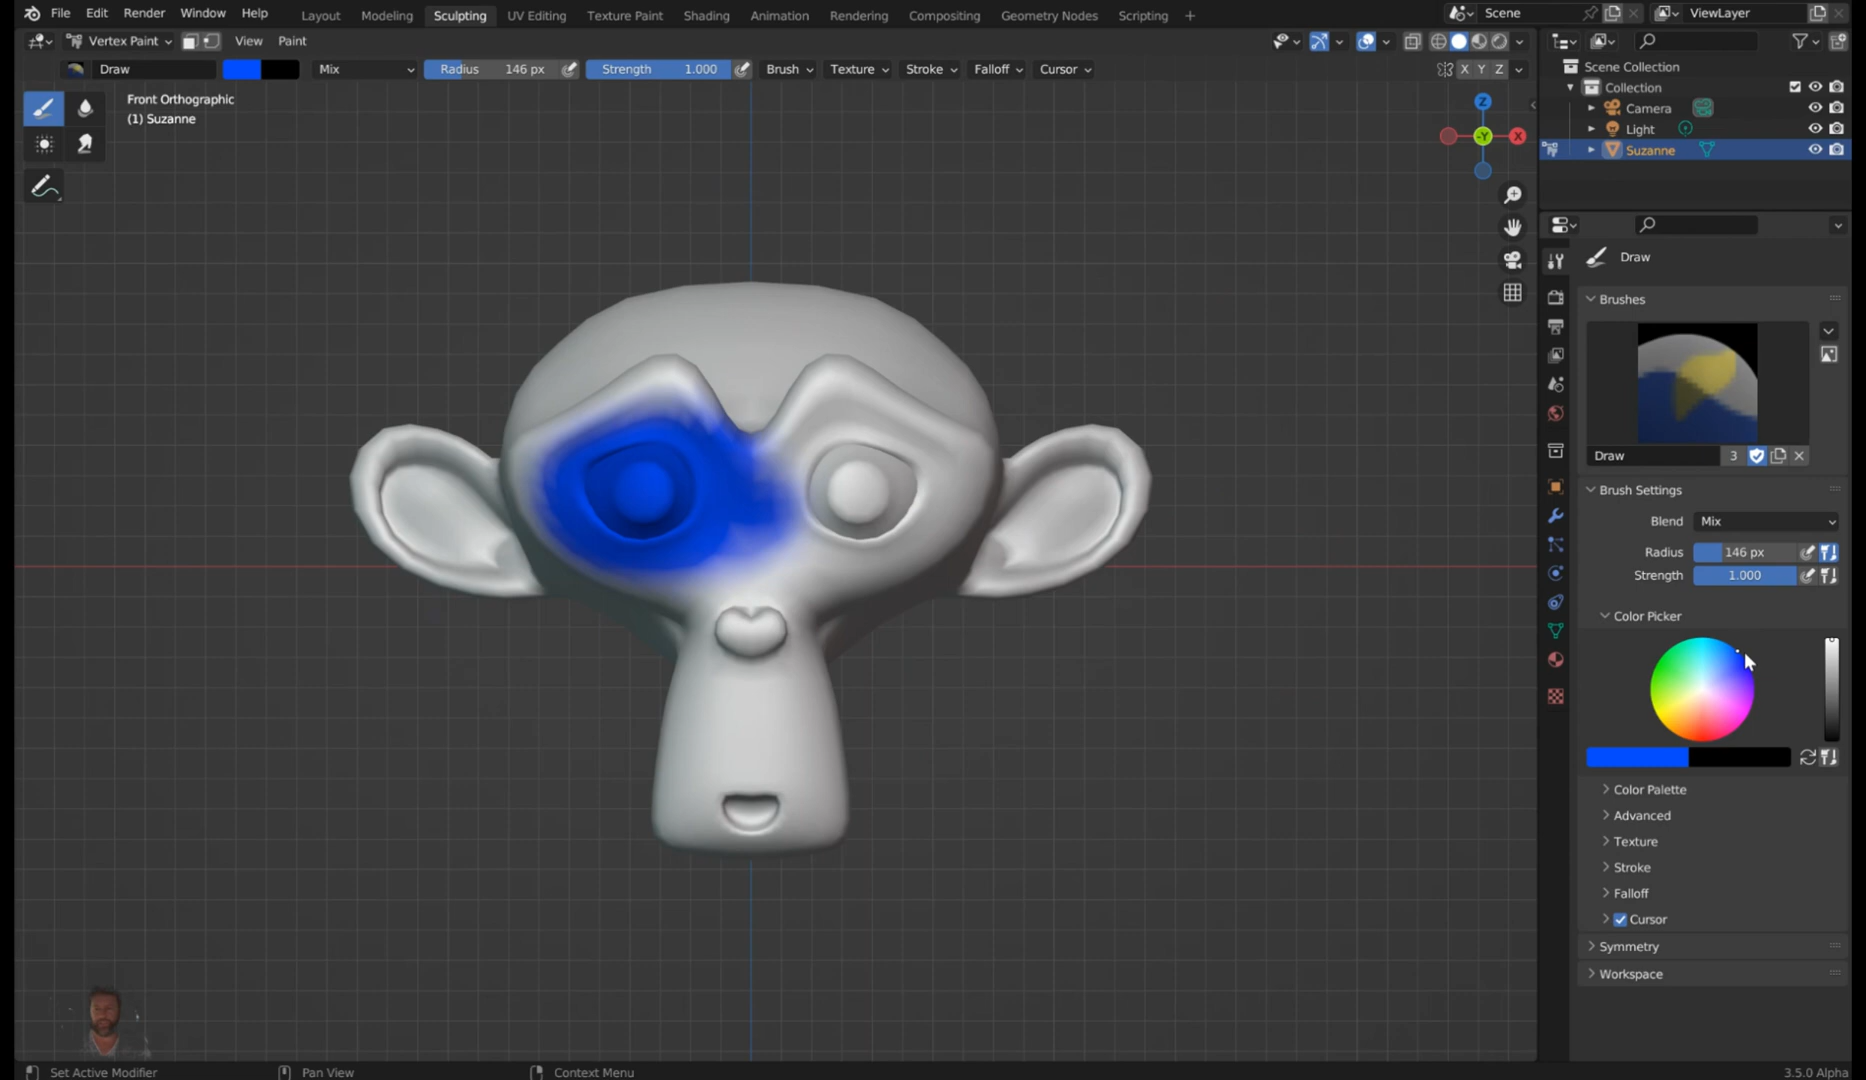 File Edit Render Window Help Layout Modeling Sculpting UV Editing Texture Paint Shading Animation Rendering Compositing Geometry Nodes Scripting + Scene ViewLayer
Vertex Paint View Paint
Draw Mix Radius 146 px Strength 1.000 Brush Texture Stroke Falloff Cursor X Y Z
Front Orthographic
(1) Suzanne
Z
-Y X
Scene Collection
Collection
Camera
Light
Suzanne
Draw
Brushes
Draw 3
Brush Settings
Blend Mix
Radius 146 px
Strength 1.000
Color Picker
Color Palette
Advanced
Texture
Stroke
Falloff
Cursor
Symmetry
Workspace
Set Active Modifier Pan View Context Menu 3.5.0 Alpha